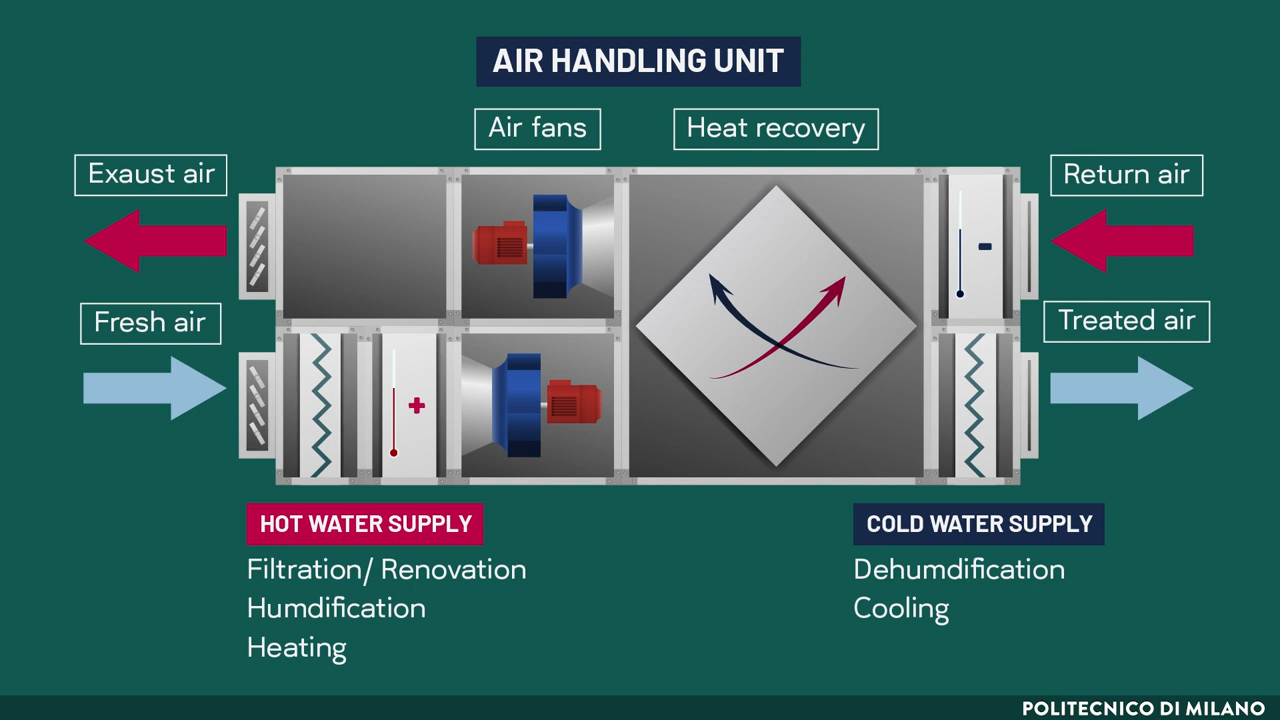 AIR HANDLING UNIT
Air fans
Heat recovery
Exaust air
Return air
Fresh air
Treated air
HOT WATER SUPPLY
Filtration/ Renovation
Humdification
Heating
COLD WATER SUPPLY
Dehumdification
Cooling
POLITECNICO DI MILANO